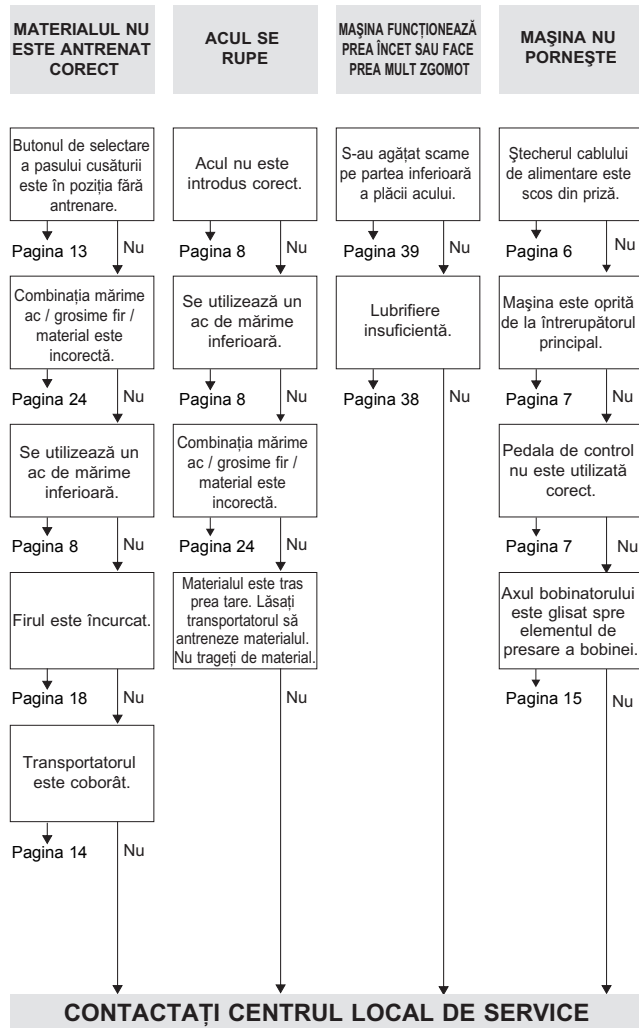 MATERIALUL NU
ESTE ANTRENAT
CORECT
Butonul de selectare
a pasului cusăturii
este în poziția fără
antrenare.
Pagina 13
Nu
Combinația mărime
ac / grosime fir /
material este
incorectă.
Pagina 24
Nu
Se utilizează un
ac de mărime
inferioară.
Pagina 8
Nu
Firul este încurcat.
Pagina 18
Nu
Transportatorul
este coborât.
Pagina 14
Nu
ACUL SE
RUPE
Acul nu este
introdus corect.
Pagina 8
Nu
Se utilizează un
ac de mărime
inferioară.
Pagina 8
Nu
Combinația mărime
ac / grosime fir /
material este
incorectă.
Pagina 24
Nu
Materialul este tras
prea tare. Lăsați
transportatorul să
antreneze materialul.
Nu trageți de material.
Nu
MAŞINA FUNCȚIONEAZĂ
PREA ÎNCET SAU FACE
PREA MULT ZGOMOT
S-au agățat scame
pe partea inferioară
a plăcii acului.
Pagina 39
Nu
Lubrifiere
insuficientă.
Pagina 38
Nu
MAŞINA NU
PORNEŞTE
Ştecherul cablului
de alimentare este
scos din priză.
Pagina 6
Nu
Maşina este oprită
de la întrerupătorul
principal.
Pagina 7
Nu
Pedala de control
nu este utilizată
corect.
Pagina 7
Nu
Axul bobinatorului
este glisat spre
elementul de
presare a bobinei.
Pagina 15
Nu
CONTACTAȚI CENTRUL LOCAL DE SERVICE